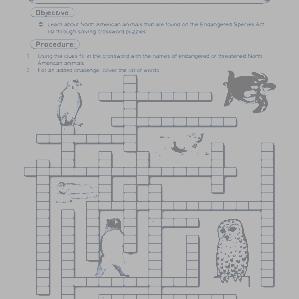 Objective
Learn about North American animals that are found on the Endangered Species Act
list through solving crossword puzzles.
Procedure:
1. Using the clues fill in the crossword with the names of endangered or threatened North
American animals.
2. For an added challenge, cover the list of words.